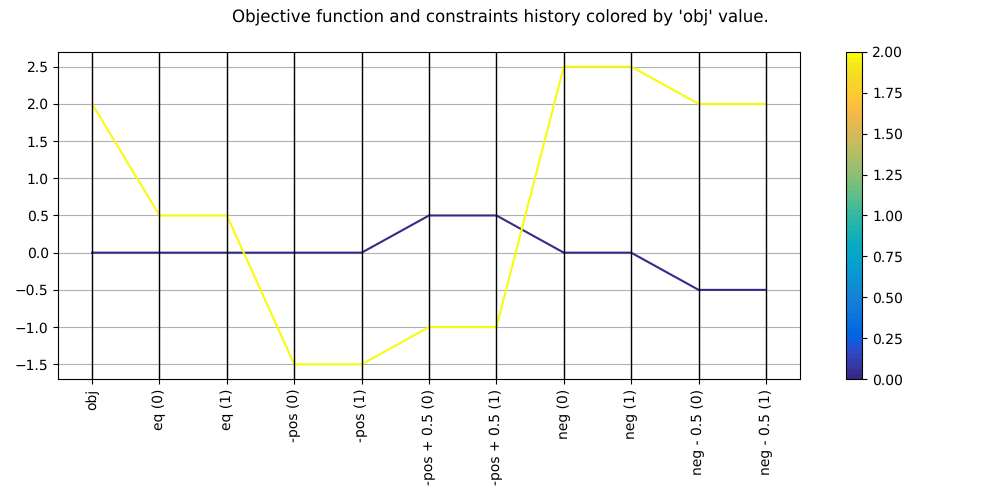 Objective function and constraints history colored by 'obj' value.
2.5
2.0
1.5
1.0
0.5
0.0
−0.5
−1.0
−1.5
obj
eq (0)
eq (1)
-pos (0)
-pos (1)
-pos + 0.5 (0)
-pos + 0.5 (1)
neg (0)
neg (1)
neg - 0.5 (0)
neg - 0.5 (1)
2.00
1.75
1.50
1.25
1.00
0.75
0.50
0.25
0.00